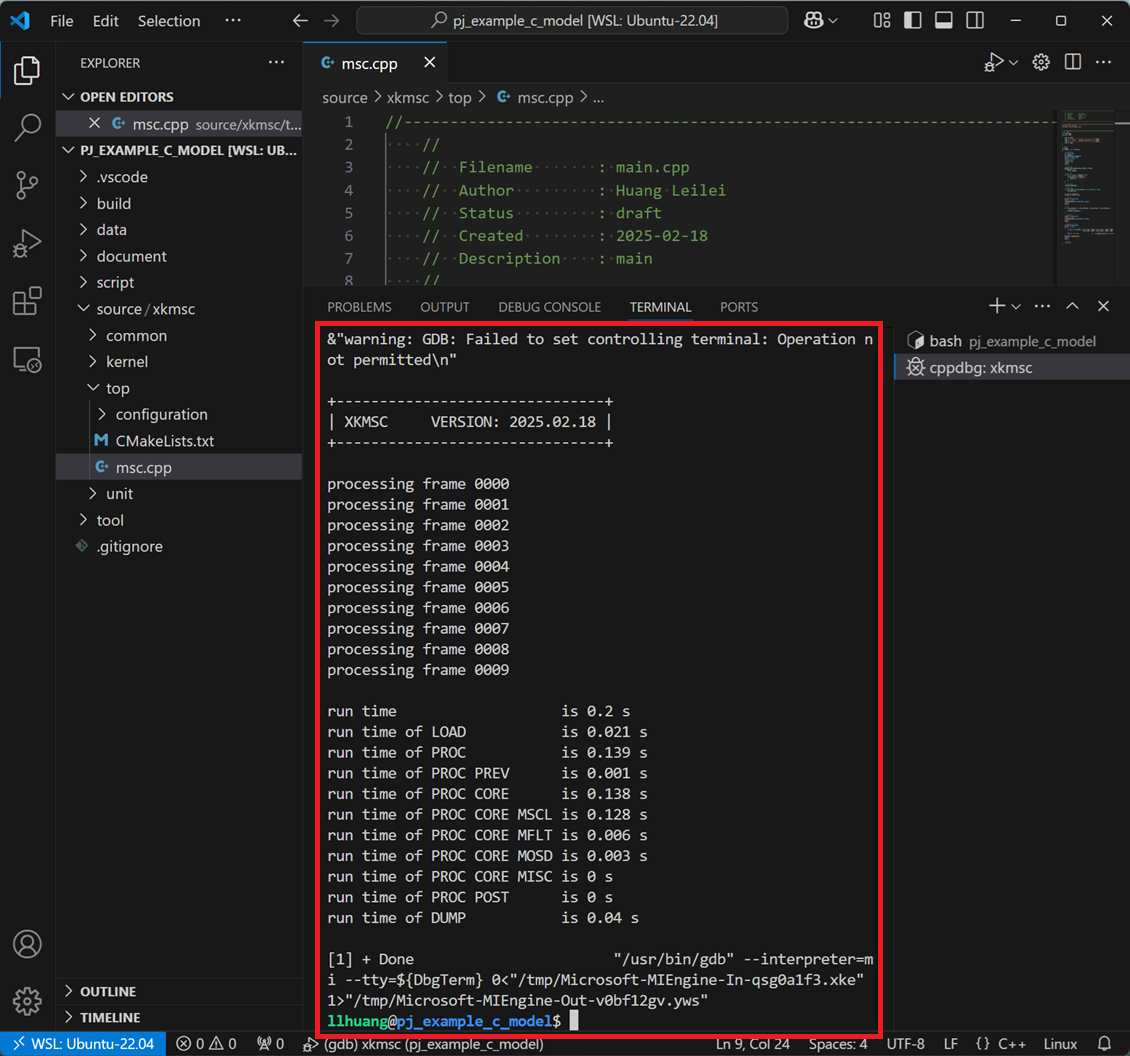 File Edit Selection ··· pj_example_c_model [WSL: Ubuntu-22.04]
EXPLORER ···
OPEN EDITORS
msc.cpp source/xkmsc/t...
PJ_EXAMPLE_C_MODEL [WSL: UB...
.vscode
build
data
document
script
source / xkmsc
common
kernel
top
configuration
M CMakeLists.txt
msc.cpp
unit
tool
.gitignore
OUTLINE
TIMELINE
msc.cpp
source > xkmsc > top > msc.cpp > ...
1 //---------------------------------------------------------------------------
2 //
3 // Filename : main.cpp
4 // Author : Huang Leilei
5 // Status : draft
6 // Created : 2025-02-18
7 // Description : main
8 //
PROBLEMS OUTPUT DEBUG CONSOLE TERMINAL PORTS
&"warning: GDB: Failed to set controlling terminal: Operation n
ot permitted\n"
+-------------------------------+
| XKMSC     VERSION: 2025.02.18 |
+-------------------------------+
processing frame 0000
processing frame 0001
processing frame 0002
processing frame 0003
processing frame 0004
processing frame 0005
processing frame 0006
processing frame 0007
processing frame 0008
processing frame 0009
run time                   is 0.2 s
run time of LOAD           is 0.021 s
run time of PROC           is 0.139 s
run time of PROC PREV      is 0.001 s
run time of PROC CORE      is 0.138 s
run time of PROC CORE MSCL is 0.128 s
run time of PROC CORE MFLT is 0.006 s
run time of PROC CORE MOSD is 0.003 s
run time of PROC CORE MISC is 0 s
run time of PROC POST      is 0 s
run time of DUMP           is 0.04 s
[1] + Done                       "/usr/bin/gdb" --interpreter=m
i --tty=${DbgTerm} 0<"/tmp/Microsoft-MIEngine-In-qsg0a1f3.xke"
1>"/tmp/Microsoft-MIEngine-Out-v0bf12gv.yws"
llhuang@pj_example_c_model$
bash pj_example_c_model
cppdbg: xkmsc
WSL: Ubuntu-22.04 0 0 0 (gdb) xkmsc (pj_example_c_model) Ln 9, Col 24 Spaces: 4 UTF-8 LF {} C++ Linux